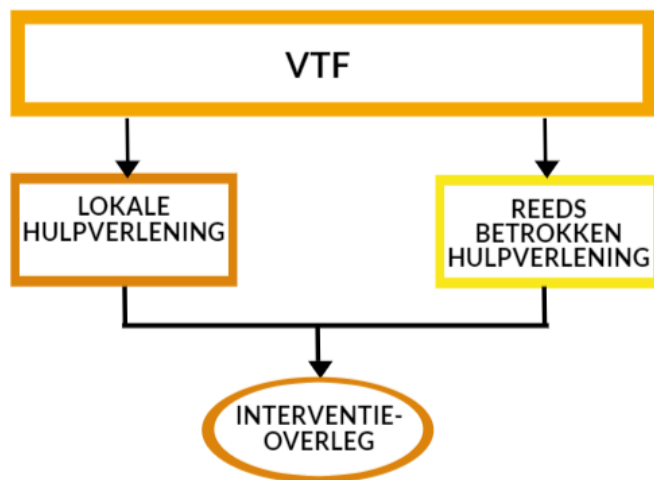 VTF
LOKALE
HULPVERLENING
REEDS
BETROKKEN
HULPVERLENING
INTERVENTIE-
OVERLEG